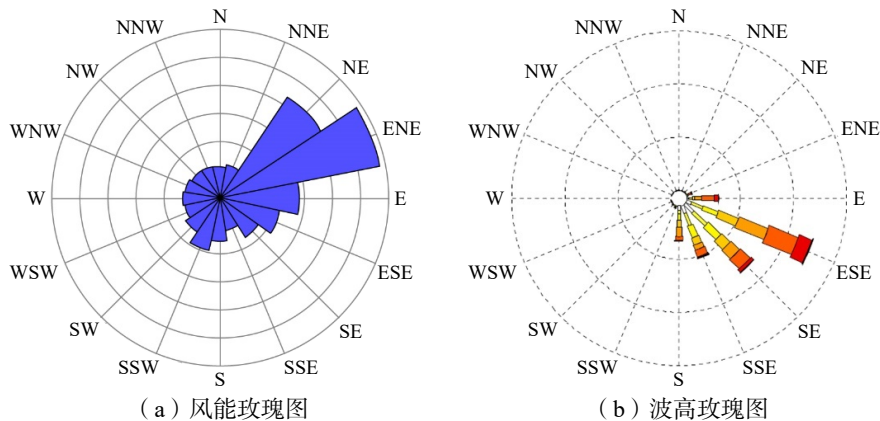 N
NNE
NE
ENE
E
ESE
SE
SSE
S
SSW
SW
WSW
W
WNW
NW
NNW
（a）风能玫瑰图
N
NNE
NE
ENE
E
ESE
SE
SSE
S
SSW
SW
WSW
W
WNW
NW
NNW
（b）波高玫瑰图